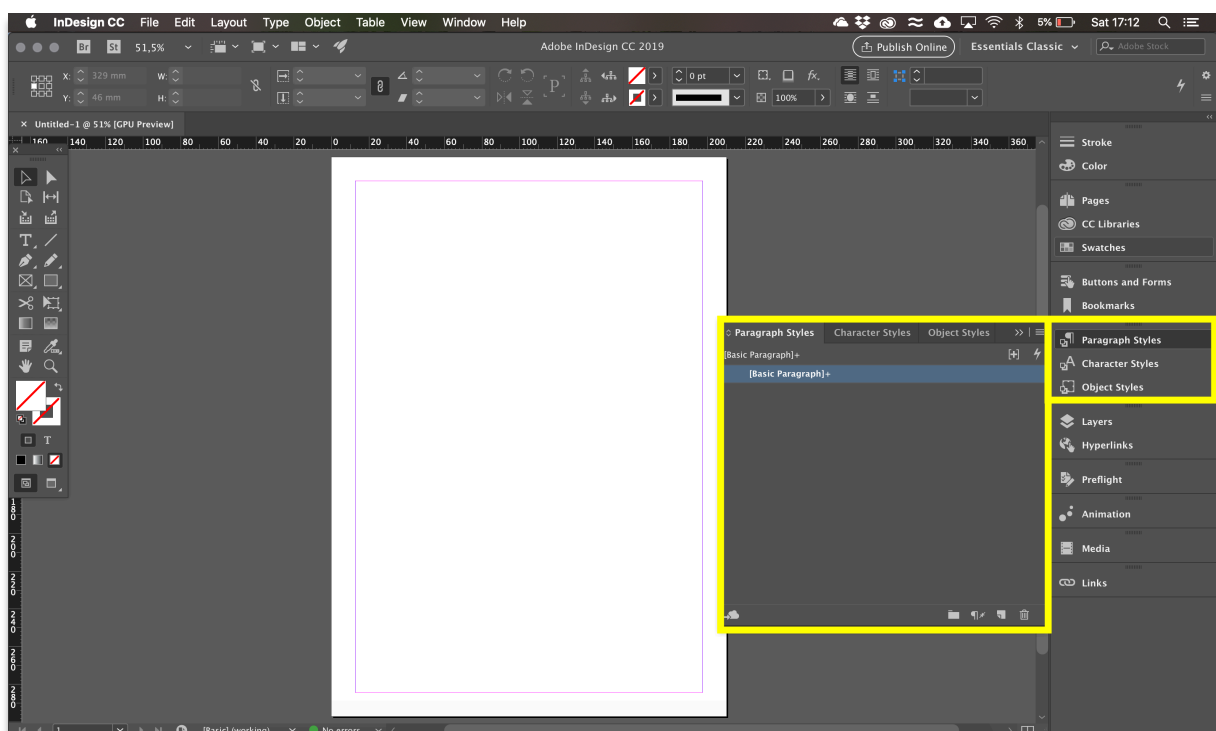 InDesign CC File Edit Layout Type Object Table View Window Help 5% Sat 17:12
Br St 51,5% Adobe InDesign CC 2019 Publish Online Essentials Classic Adobe Stock
X: 329 mm W: 0 pt fx.
Y: 46 mm H: P 100%
× Untitled-1 @ 51% [GPU Preview]
160 140 120 100 80 60 40 20 0 20 40 60 80 100 120 140 160 180 200 220 240 260 280 300 320 340 360
Stroke
Color
Pages
CC Libraries
Swatches
Buttons and Forms
Bookmarks
Paragraph Styles Character Styles Object Styles
[Basic Paragraph]+
[Basic Paragraph]+
Paragraph Styles
Character Styles
Object Styles
Layers
Hyperlinks
Preflight
Animation
Media
Links
T
T
180
200
220
240
260
280
1 [Basic] (working) No errors